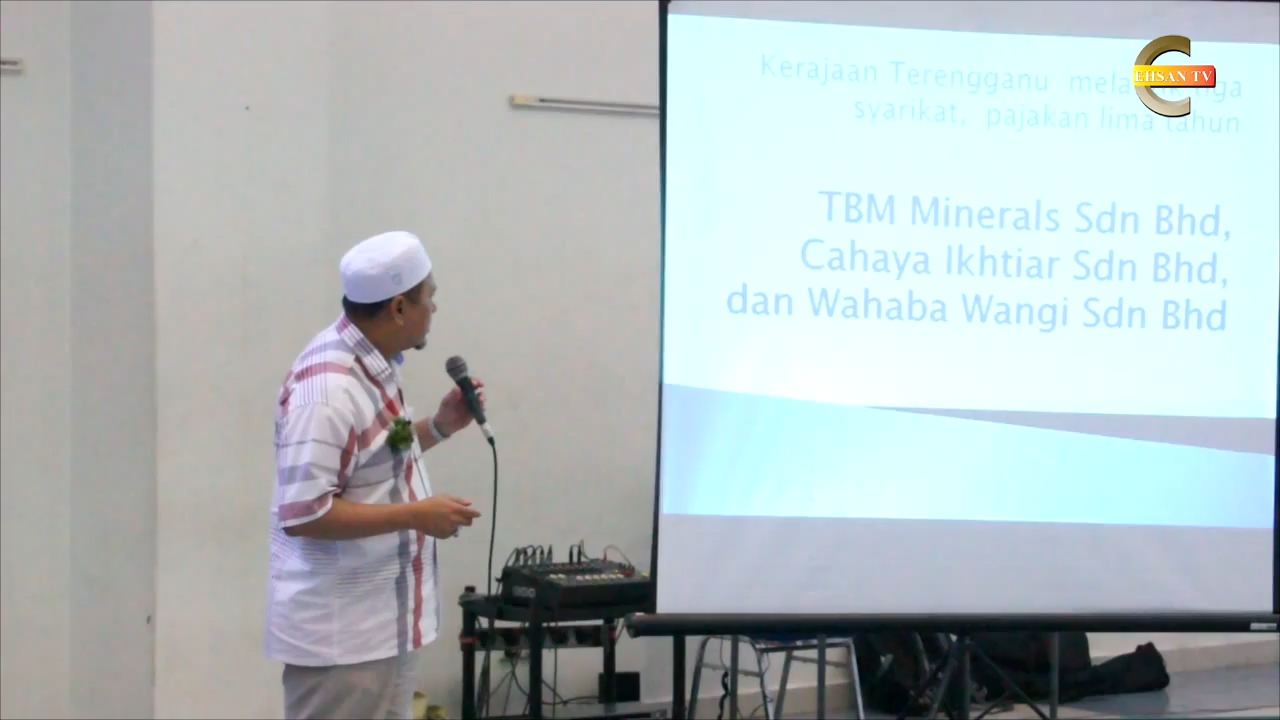 Kerajaan Terengganu tiga
syarikat, pajakan lima tahun
TBM Minerals Sdn Bhd,
Cahaya Ikhtiar Sdn Bhd,
dan Wahaba Wangi Sdn Bhd
EHSAN TV